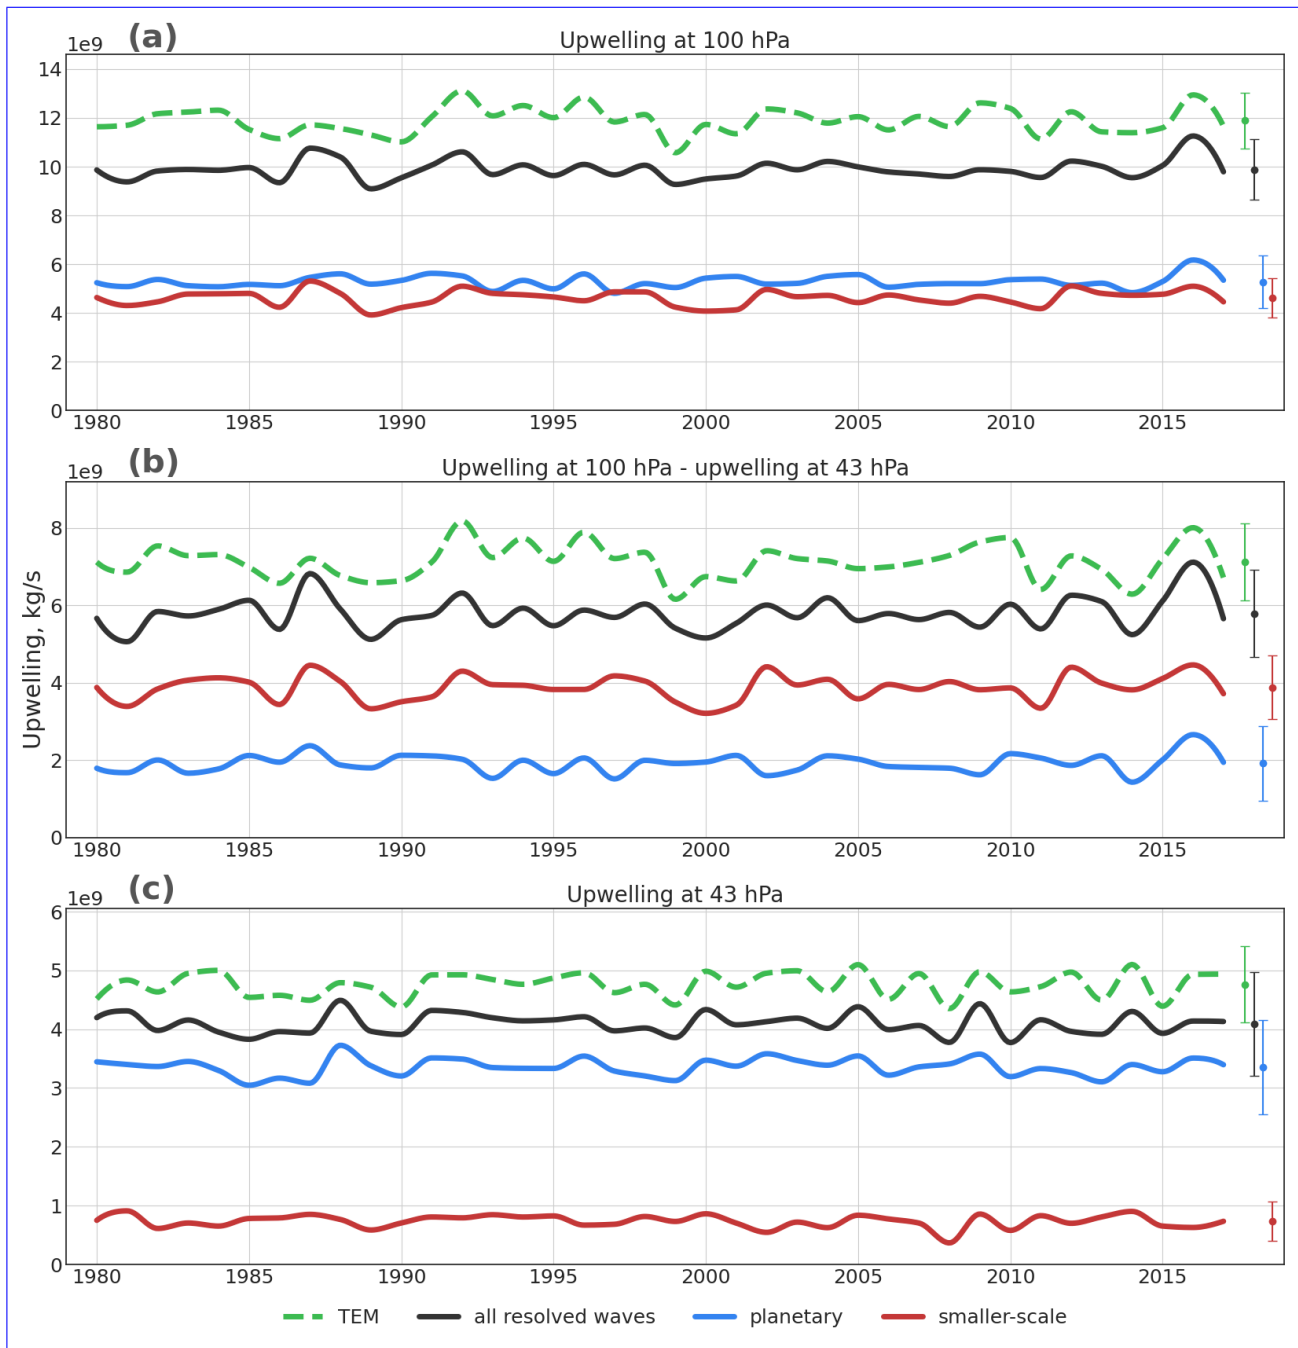 (a)
Upwelling at 100 hPa
1e9
14
12
10
8
6
4
2
0
1980 1985 1990 1995 2000 2005 2010 2015
(b)
Upwelling at 100 hPa - upwelling at 43 hPa
1e9
8
6
4
2
0
Upwelling, kg/s
1980 1985 1990 1995 2000 2005 2010 2015
(c)
Upwelling at 43 hPa
1e9
6
5
4
3
2
1
0
1980 1985 1990 1995 2000 2005 2010 2015
TEM all resolved waves planetary smaller-scale